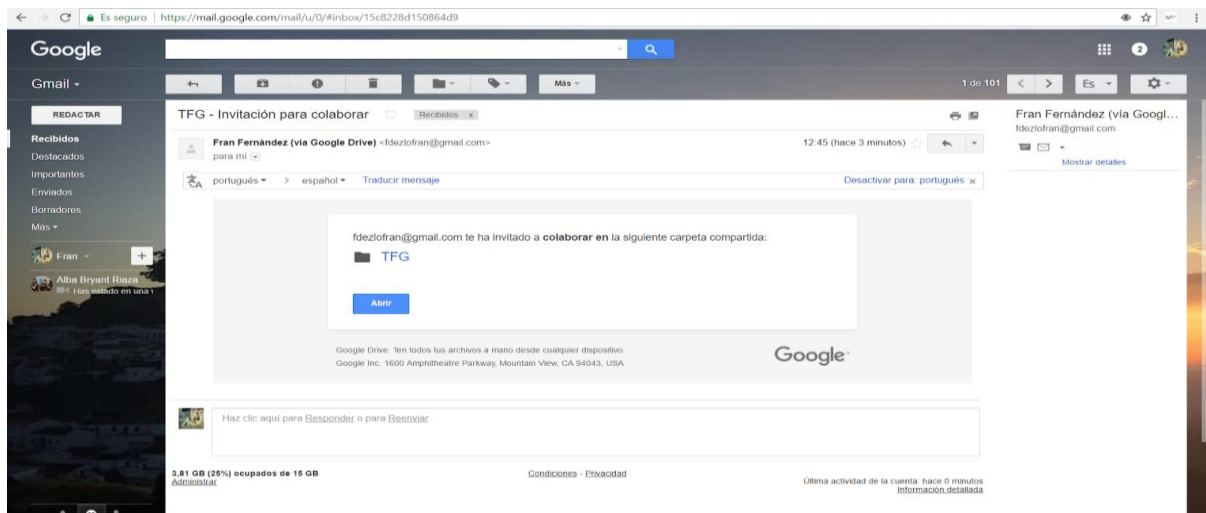 Es seguro | https://mail.google.com/mail/u/0/#inbox/15c8228d150864d9
Google
2
Gmail
Más
1 de 101
Es
REDACTAR
Recibidos
Destacados
Importantes
Enviados
Borradores
Más
Fran
Alba Bryant Riaza
Has estado en una v
TFG - Invitación para colaborar
Recibidos x
Fran Fernández (vía Google Drive) <fdezlofran@gmail.com>
12:45 (hace 3 minutos)
para mí
portugués > español Traducir mensaje
Desactivar para: portugués x
fdezlofran@gmail.com te ha invitado a colaborar en la siguiente carpeta compartida:
TFG
Abrir
Google Drive: Ten todos tus archivos a mano desde cualquier dispositivo.
Google Inc. 1600 Amphitheatre Parkway, Mountain View, CA 94043, USA
Google
Haz clic aquí para Responder o para Reenviar
3,81 GB (25%) ocupados de 15 GB
Administrar
Condiciones - Privacidad
Última actividad de la cuenta: hace 0 minutos
Información detallada
Fran Fernández (vía Googl...
fdezlofran@gmail.com
Mostrar detalles